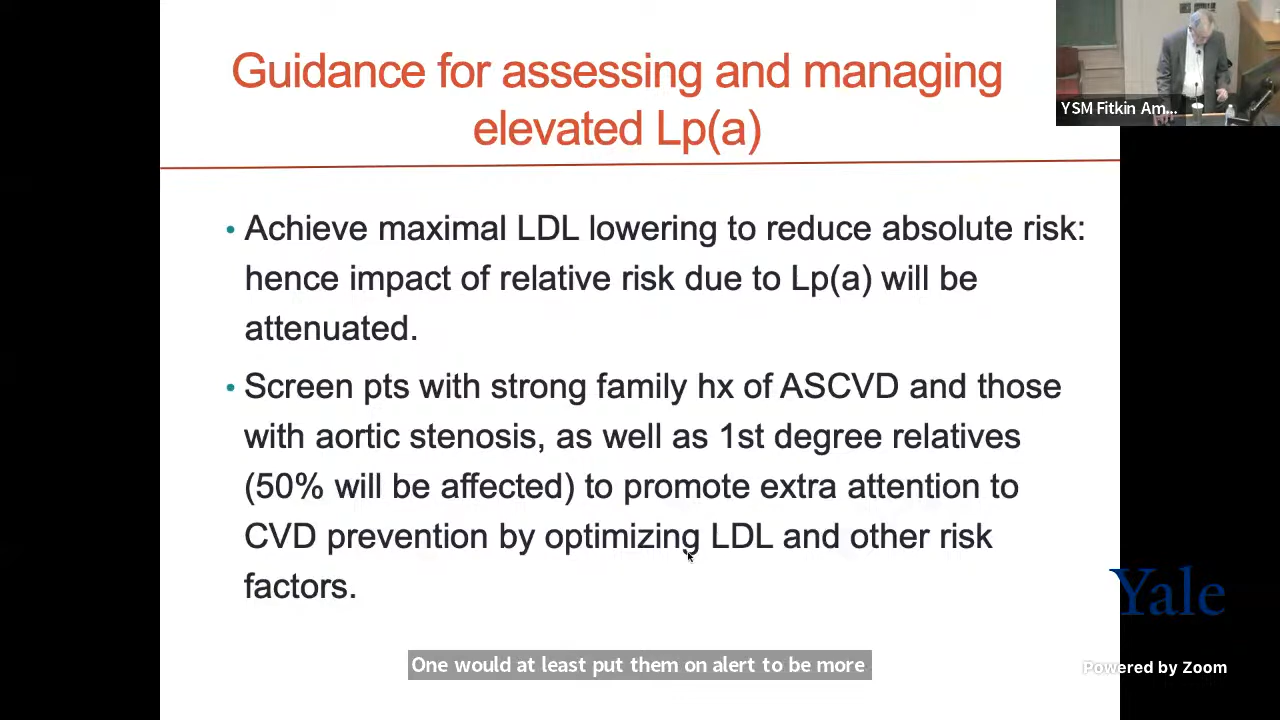 Guidance for assessing and managing
elevated Lp(a)
YSM Fitkin Am...
• Achieve maximal LDL lowering to reduce absolute risk:
hence impact of relative risk due to Lp(a) will be
attenuated.
• Screen pts with strong family hx of ASCVD and those
with aortic stenosis, as well as 1st degree relatives
(50% will be affected) to promote extra attention to
CVD prevention by optimizing LDL and other risk
factors.
Yale
One would at least put them on alert to be more
Powered by Zoom